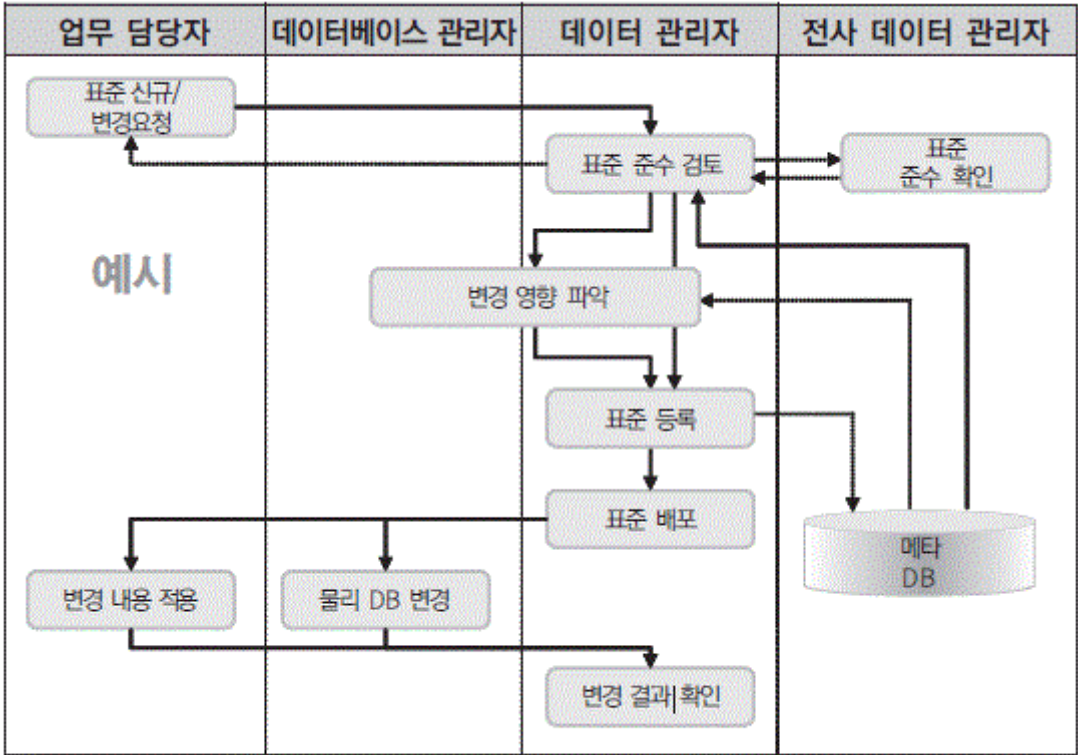 업무 담당자
데이터베이스 관리자
데이터 관리자
전사 데이터 관리자
표준 신규/
변경요청
표준 준수 검토
표준
준수 확인
예시
변경 영향 파악
표준 등록
표준 배포
메타
DB
변경 내용 적용
물리 DB 변경
변경 결과 확인